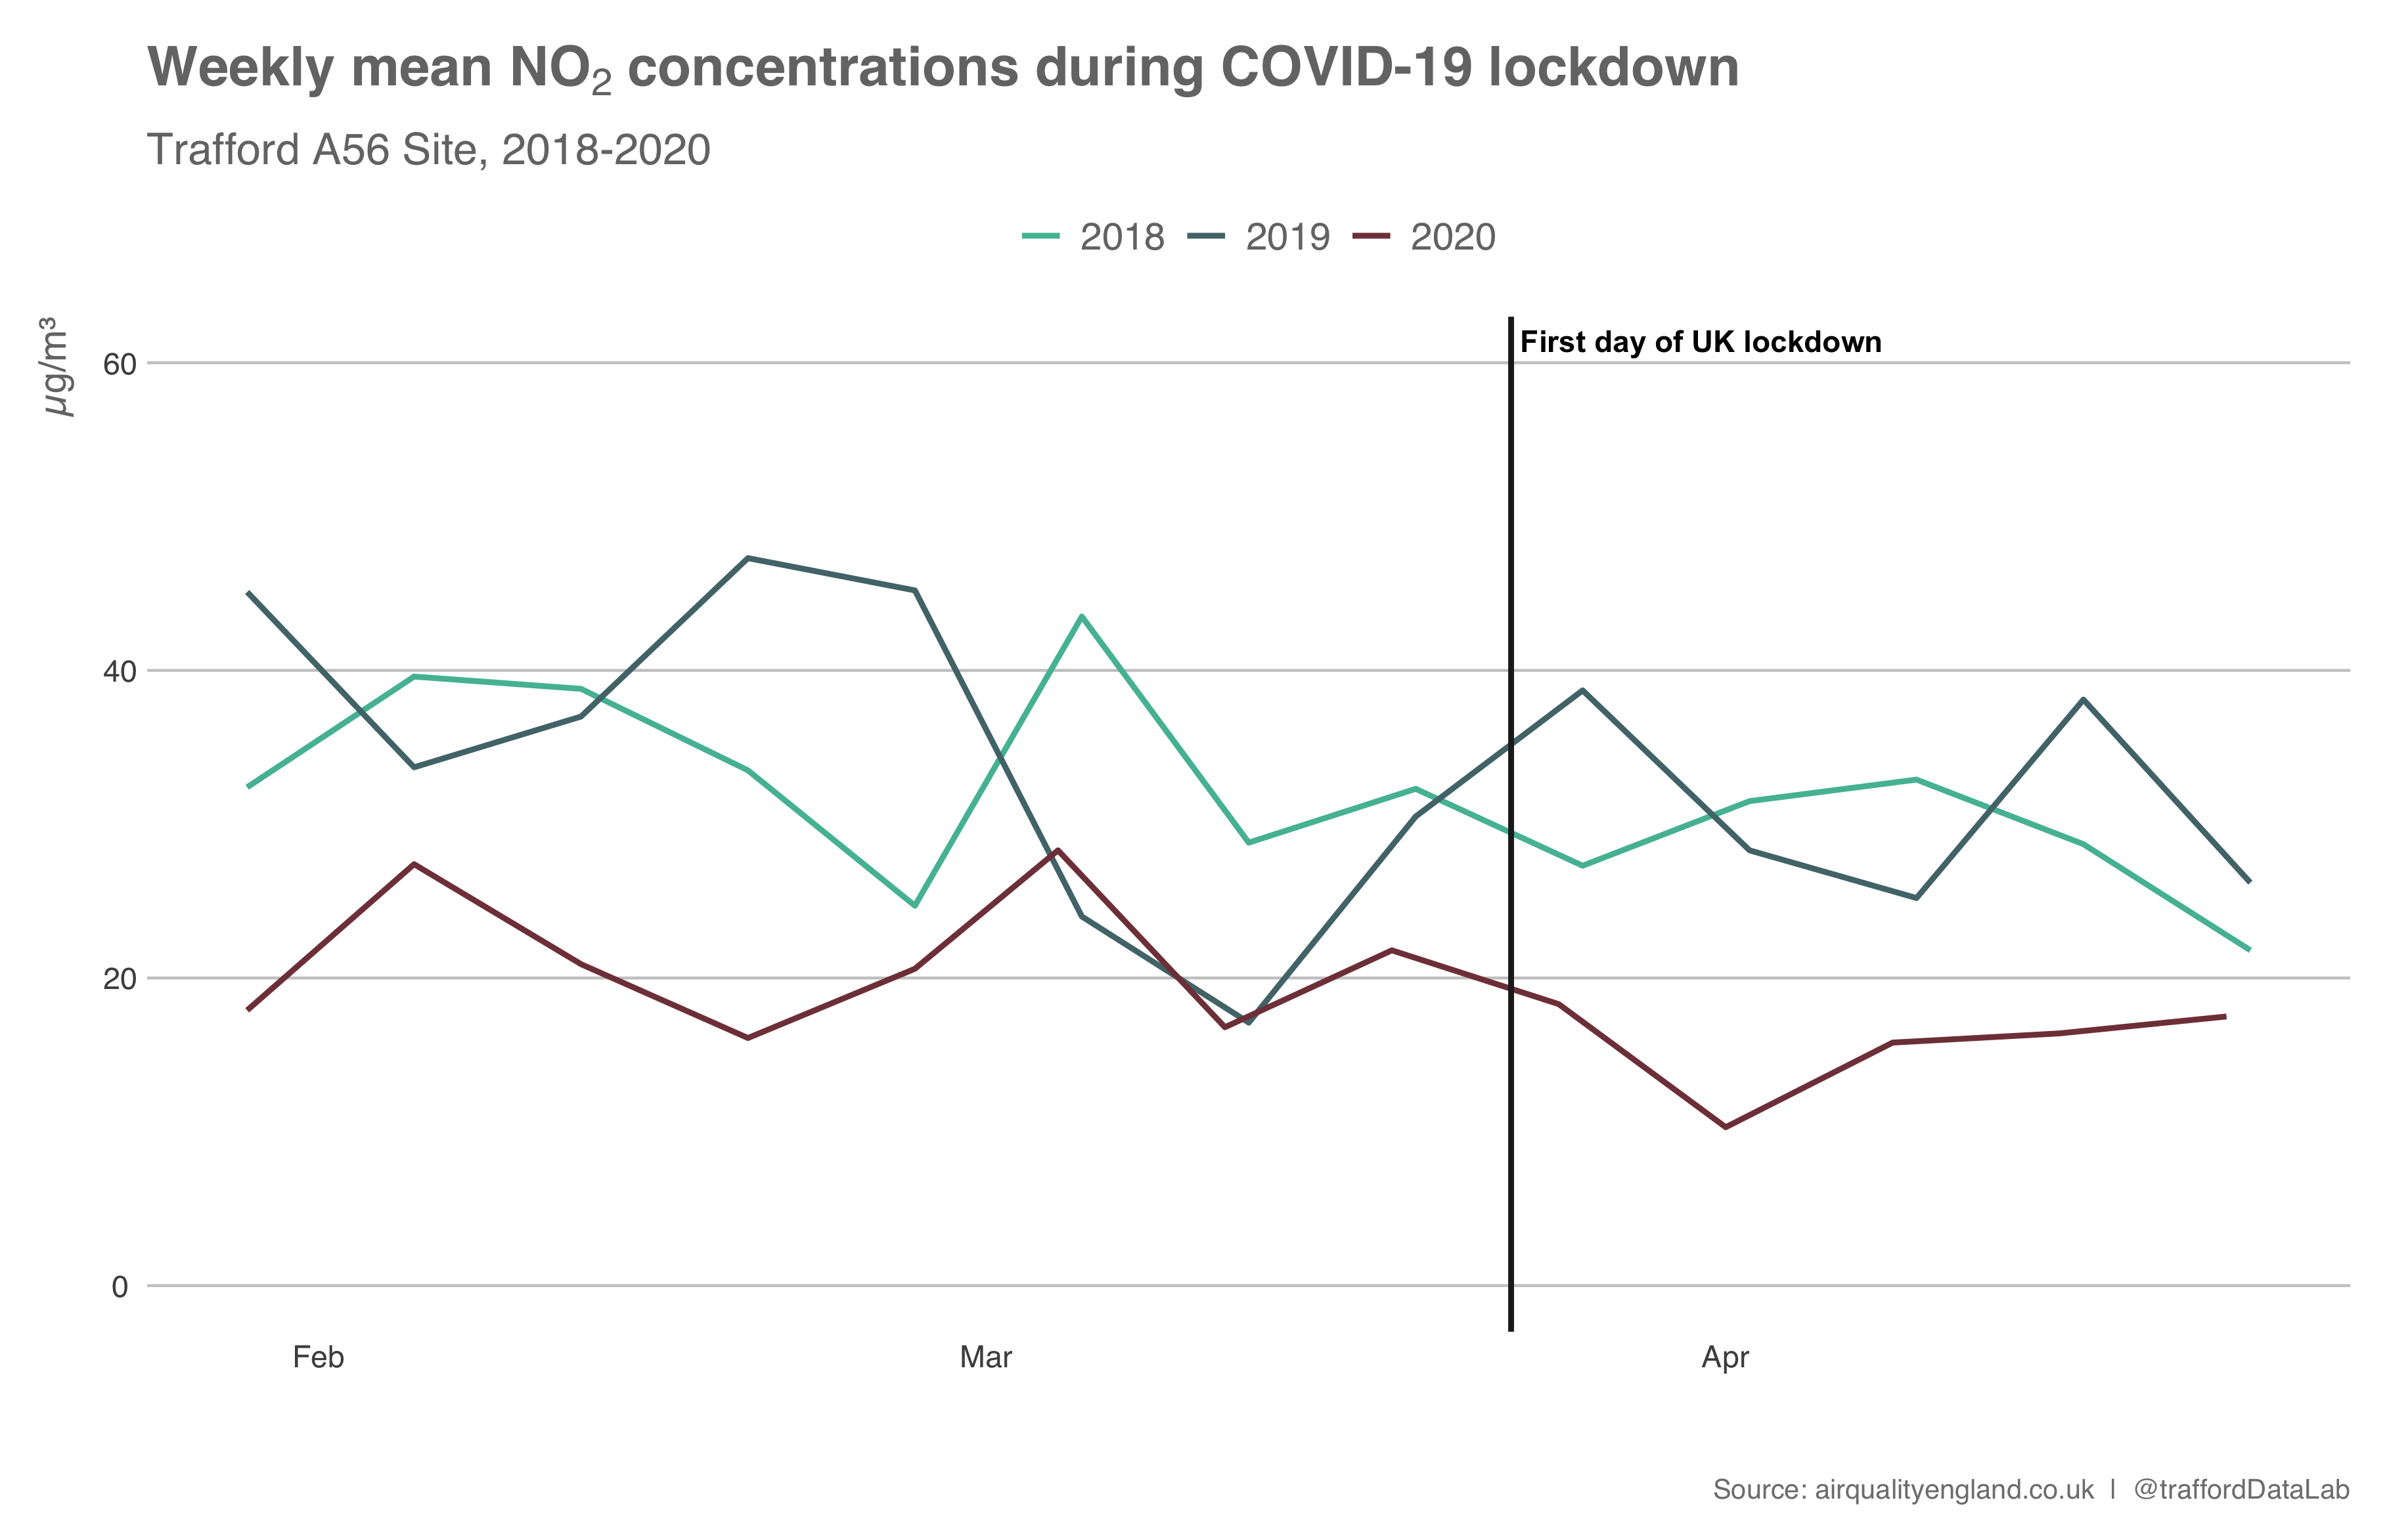 Weekly mean NO₂ concentrations during COVID-19 lockdown
Trafford A56 Site, 2018-2020
2018 2019 2020
µg/m³
First day of UK lockdown
60
40
20
0
Feb Mar Apr
Source: airqualityengland.co.uk | @traffordDataLab